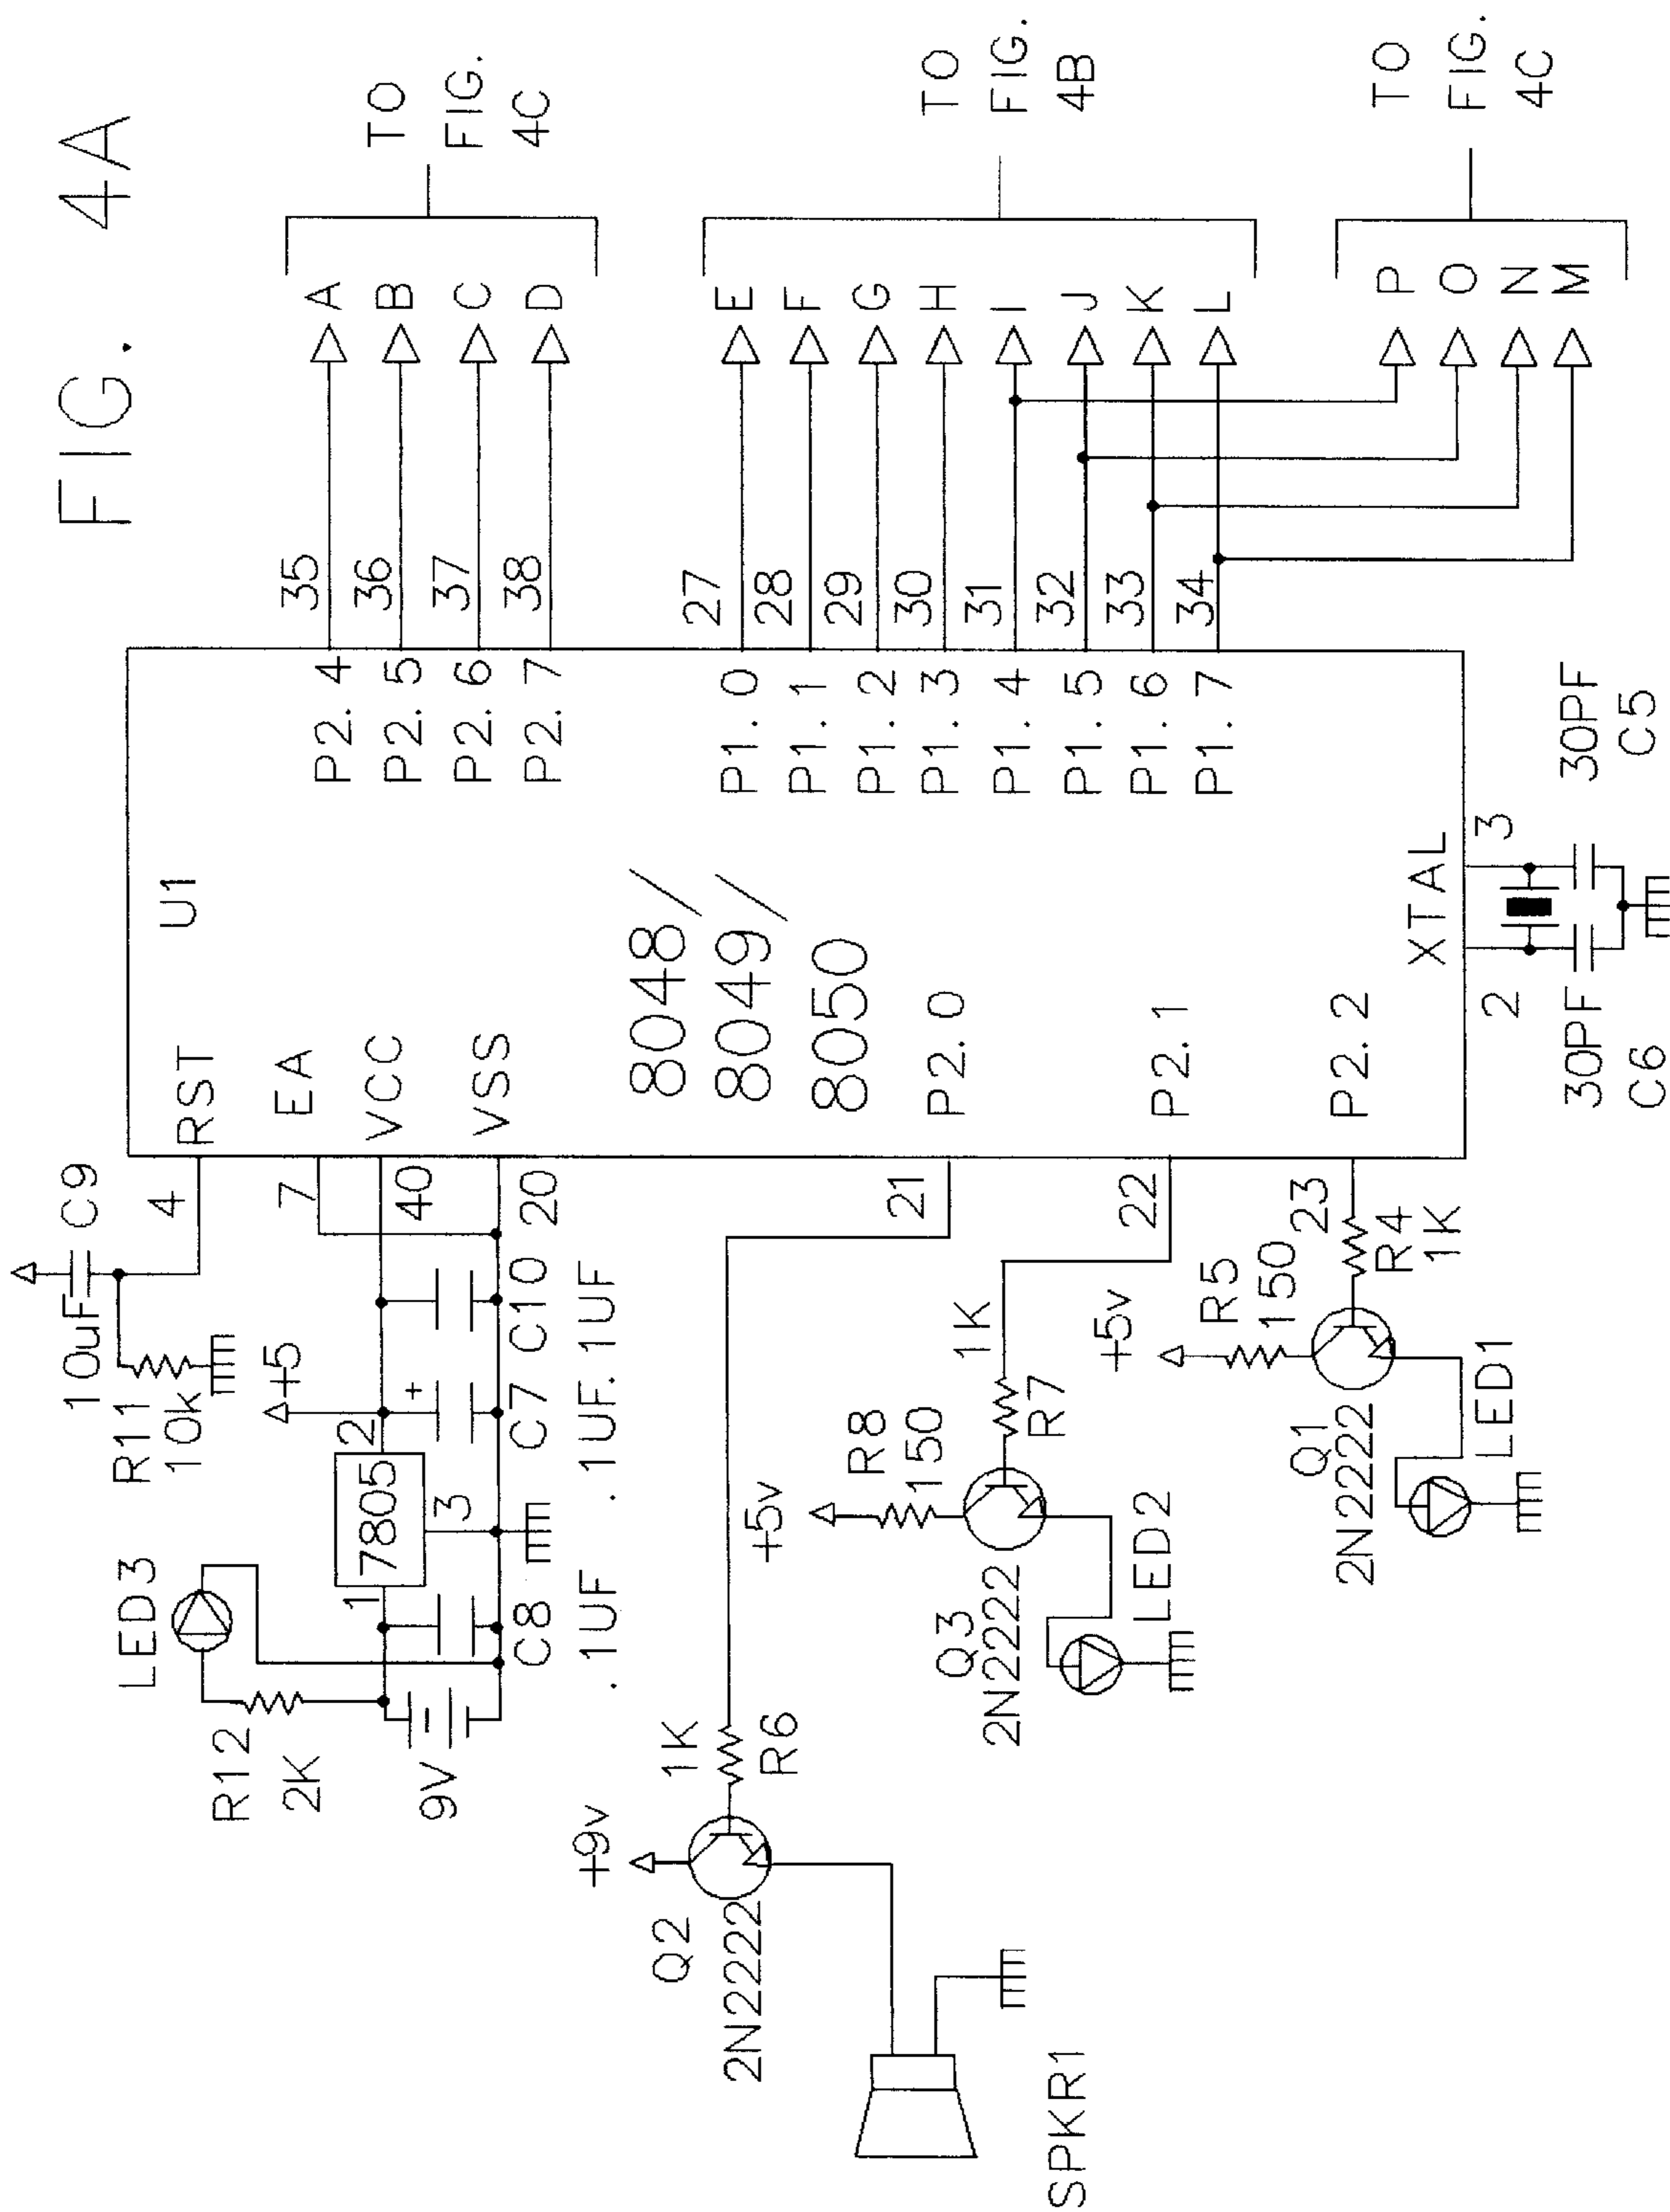 FIG. 4A
LED3
R12
2K
9V
1
7805
2
3
+5
C8
.1UF
C7
.1UF
C10
.1UF
R11
10k
10uF
C9
4
RST
7
EA
40
VCC
20
VSS
U1
8048/
8049/
8050
P2.4
35
A
P2.5
36
B
P2.6
37
C
P2.7
38
D
TO
FIG.
4C
P1.0
27
E
P1.1
28
F
P1.2
29
G
P1.3
30
H
P1.4
31
I
P1.5
32
J
P1.6
33
K
P1.7
34
L
TO
FIG.
4B
P
O
N
M
TO
FIG.
4C
+9v
Q2
2N2222
1K
R6
21
P2.0
SPKR1
+5v
R8
150
Q3
2N2222
1K
R7
22
P2.1
LED2
+5v
R5
150
Q1
2N2222
R4
1K
23
P2.2
LED1
XTAL
2
3
30PF
C6
30PF
C5